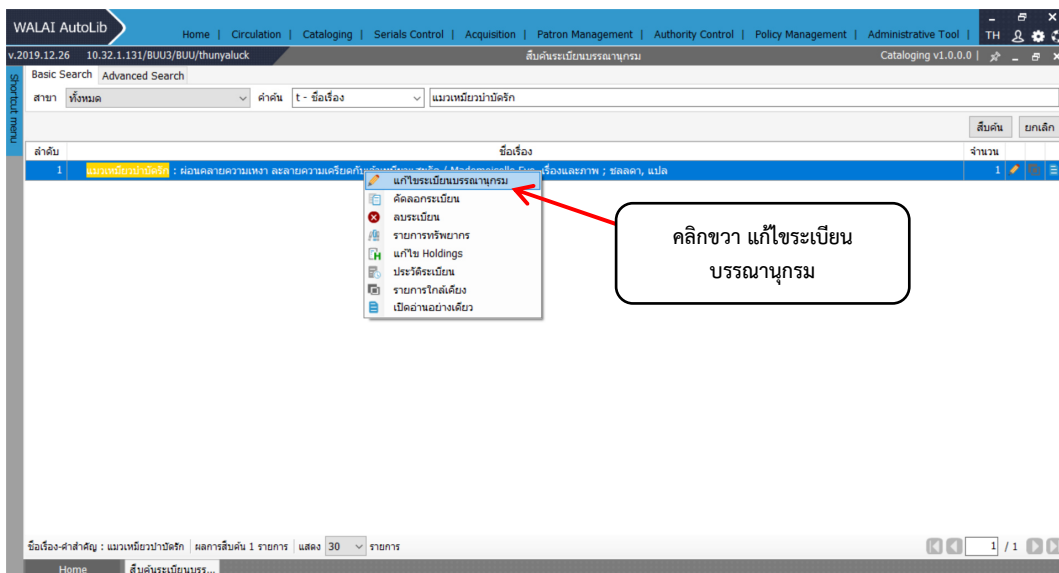 WALAI AutoLib
Home | Circulation | Cataloging | Serials Control | Acquisition | Patron Management | Authority Control | Policy Management | Administrative Tool | TH
v.2019.12.26 10.32.1.131/BUU3/BUU/thunyaluck สืบค้นระเบียนบรรณานุกรม Cataloging v1.0.0.0 |
Shortcut menu
Basic Search Advanced Search
สาขา ทั้งหมด คำค้น t - ชื่อเรื่อง แมวเหมียวบำบัดรัก
สืบค้น ยกเลิก
ลำดับ ชื่อเรื่อง จำนวน
1 แมวเหมียวบำบัดรัก : ผ่อนคลายความเหงา ละลายความเครียดกับ / Mademoiselle Eve เรื่องและภาพ ; ชลลดา, แปล 1
แก้ไขระเบียนบรรณานุกรม
คัดลอกระเบียน
ลบระเบียน
รายการทรัพยากร
แก้ไข Holdings
ประวัติระเบียน
รายการใกล้เคียง
เปิดอ่านอย่างเดียว
คลิกขวา แก้ไขระเบียน
บรรณานุกรม
ชื่อเรื่อง-คำสำคัญ : แมวเหมียวบำบัดรัก ผลการสืบค้น 1 รายการ แสดง 30 รายการ 1 / 1
Home สืบค้นระเบียนบรร...